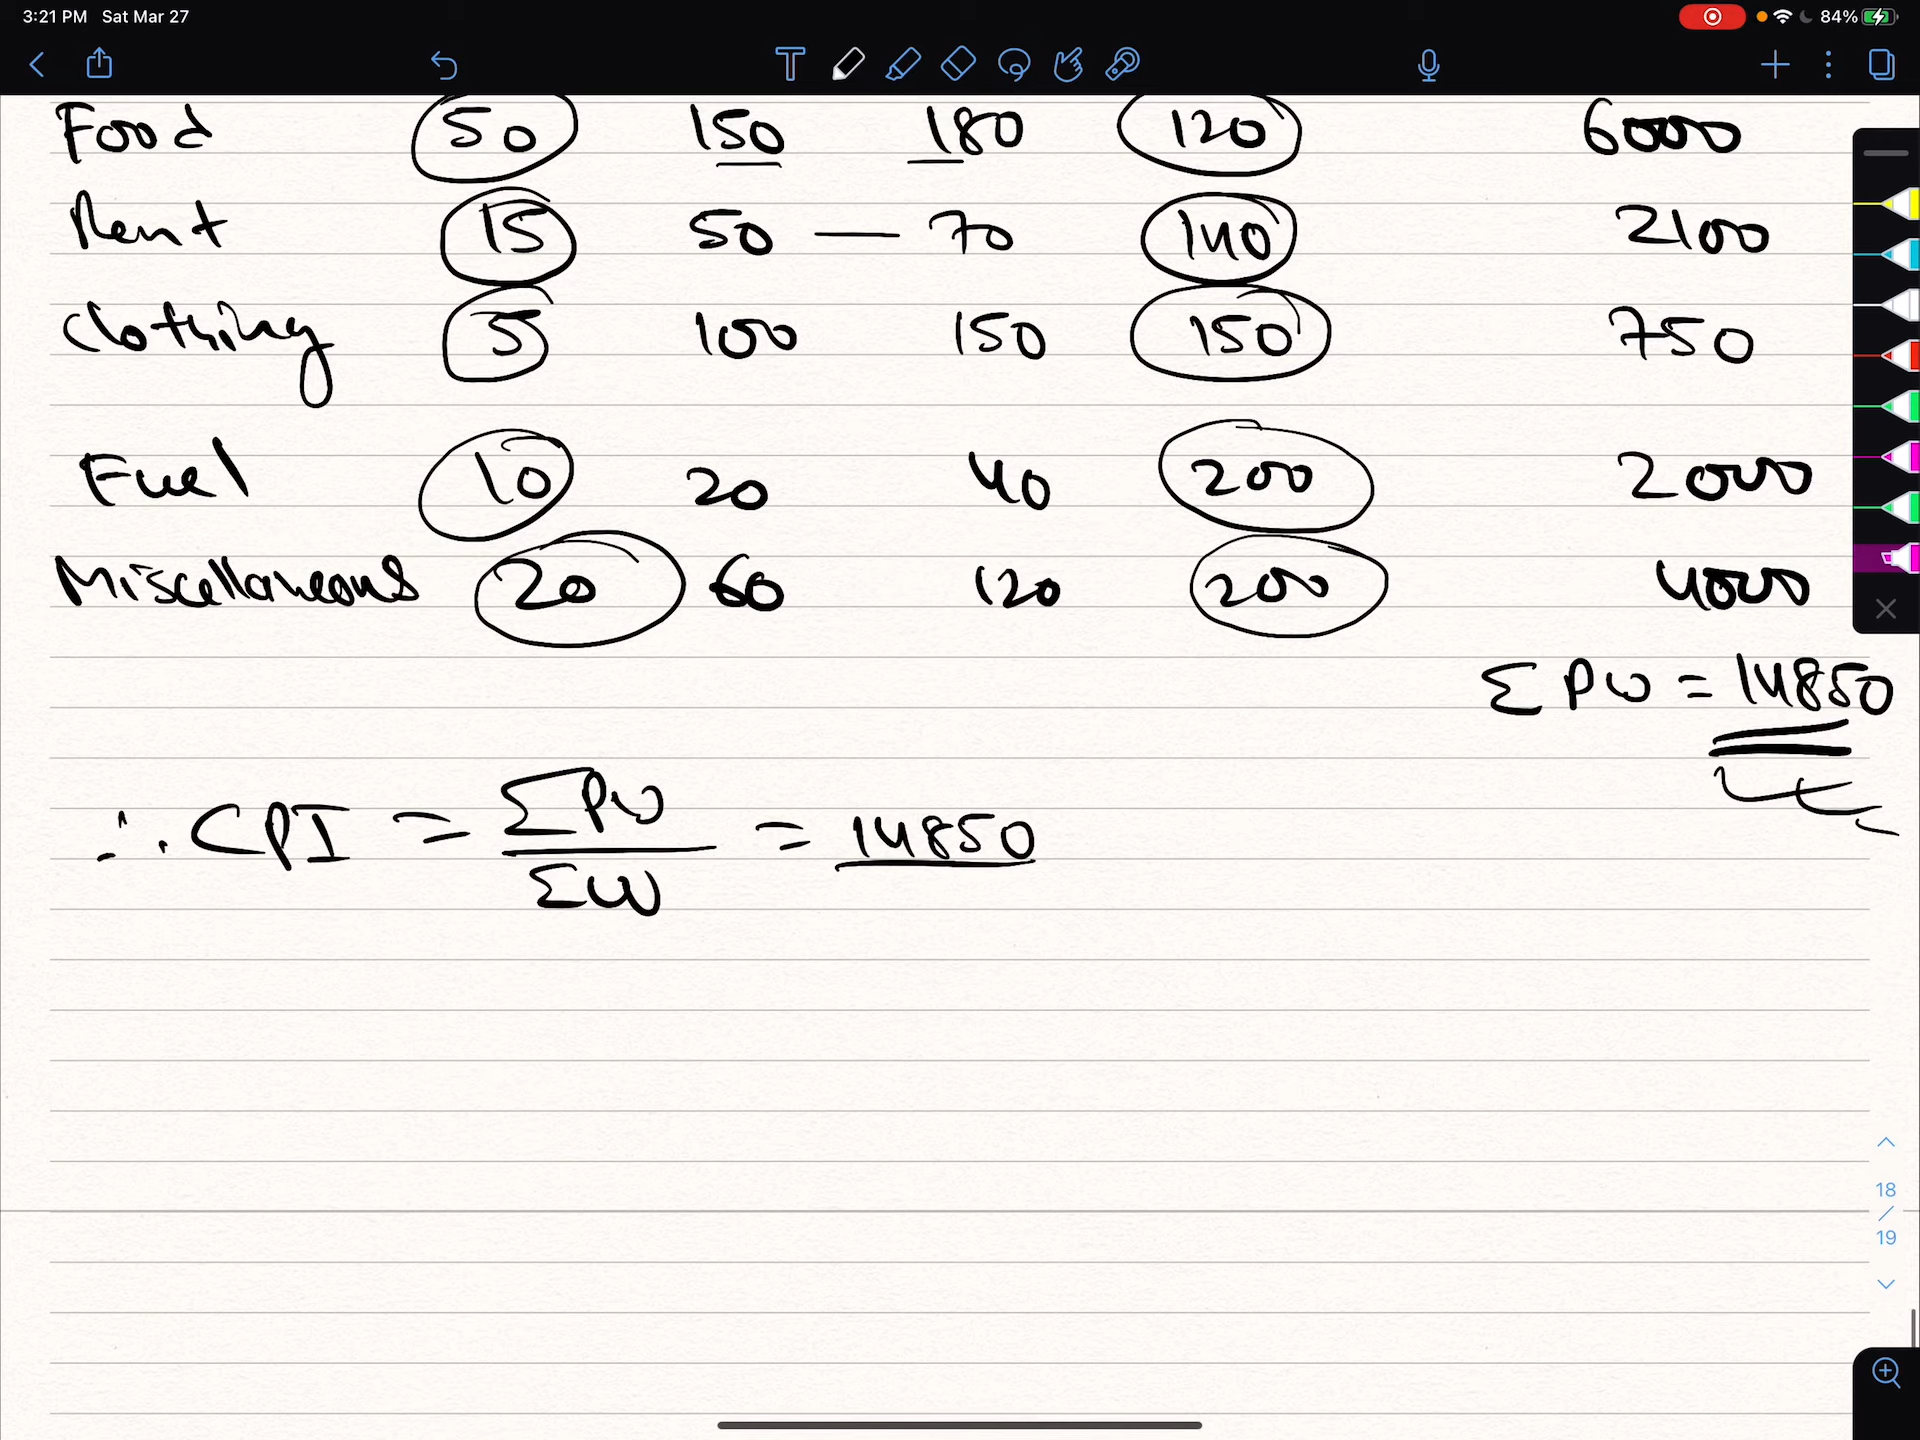 3:21 PM Sat Mar 27 84%
T
Food 50 150 180 120 6000
Rent 15 50 — 70 140 2100
Clothing 5 100 150 150 750
Fuel 10 20 40 200 2000
Miscellaneous 20 60 120 200 4000
Σ PW = 14850
∴ CPI = ΣPW / ΣW = 14850
18
/
19